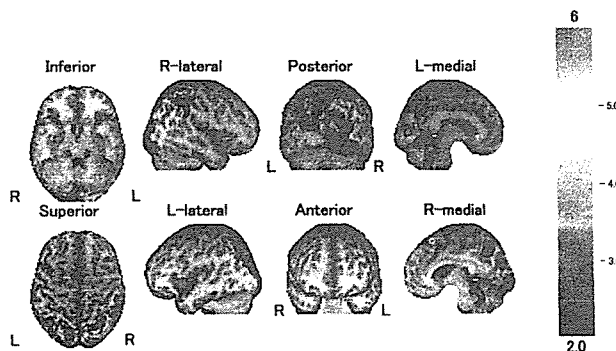 6
Inferior R-lateral Posterior L-medial
5.0
R L L R
4.
Superior L-lateral Anterior R-medial
3.
L R R L
2.0